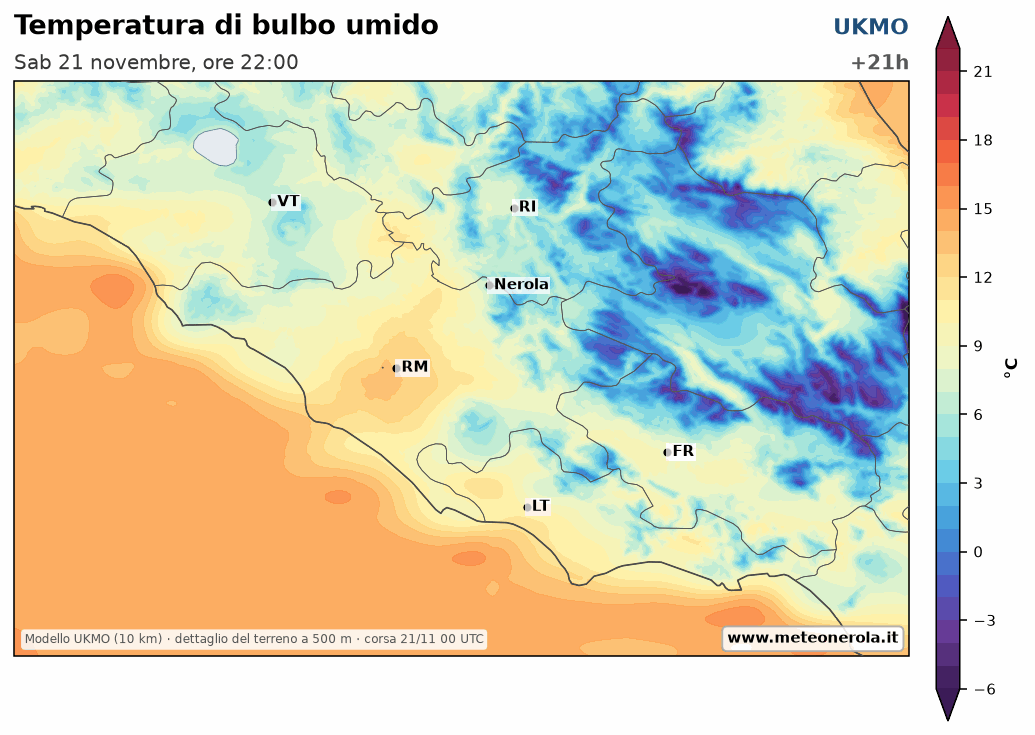 Temperatura di bulbo umido
UKMO
Sab 21 novembre, ore 22:00
+21h
VT
RI
Nerola
RM
FR
LT
21
18
15
12
9
6
3
0
−3
−6
°C
Modello UKMO (10 km) · dettaglio del terreno a 500 m · corsa 21/11 00 UTC
www.meteonerola.it